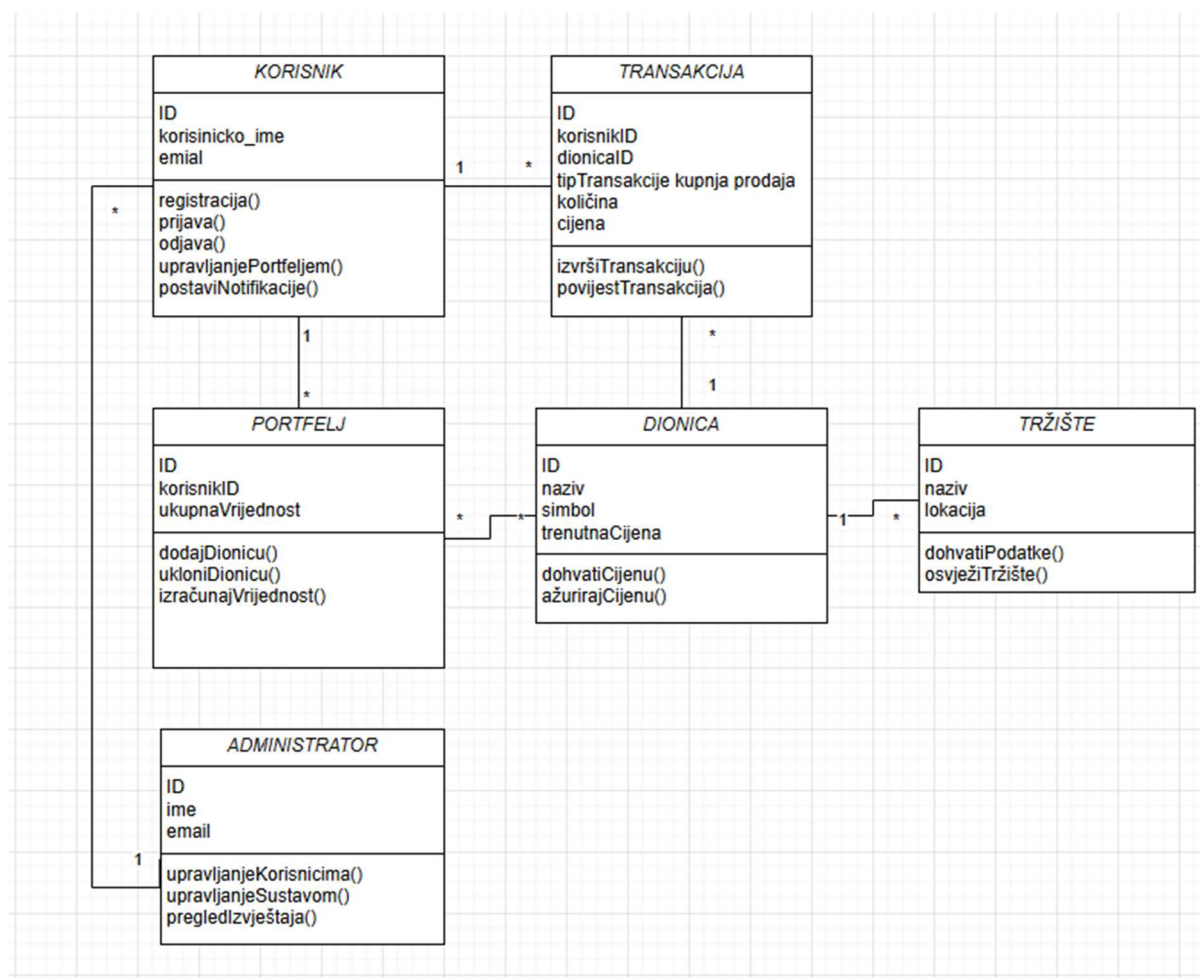 KORISNIK
ID
korisinicko_ime
emial
registracija()
prijava()
odjava()
upravljanjePortfeljem()
postaviNotifikacije()
1
*
TRANSAKCIJA
ID
korisnikID
dionicaID
tipTransakcije kupnja prodaja
količina
cijena
izvršiTransakciju()
povijestTransakcija()
*
1
*
*
1
PORTFELJ
ID
korisnikID
ukupnaVrijednost
dodajDionicu()
ukloniDionicu()
izračunajVrijednost()
*
*
DIONICA
ID
naziv
simbol
trenutnaCijena
dohvatiCijenu()
ažurirajCijenu()
1
*
TRŽIŠTE
ID
naziv
lokacija
dohvatiPodatke()
osvježiTržište()
1
ADMINISTRATOR
ID
ime
email
upravljanjeKorisnicima()
upravljanjeSustavom()
pregledIzvještaja()